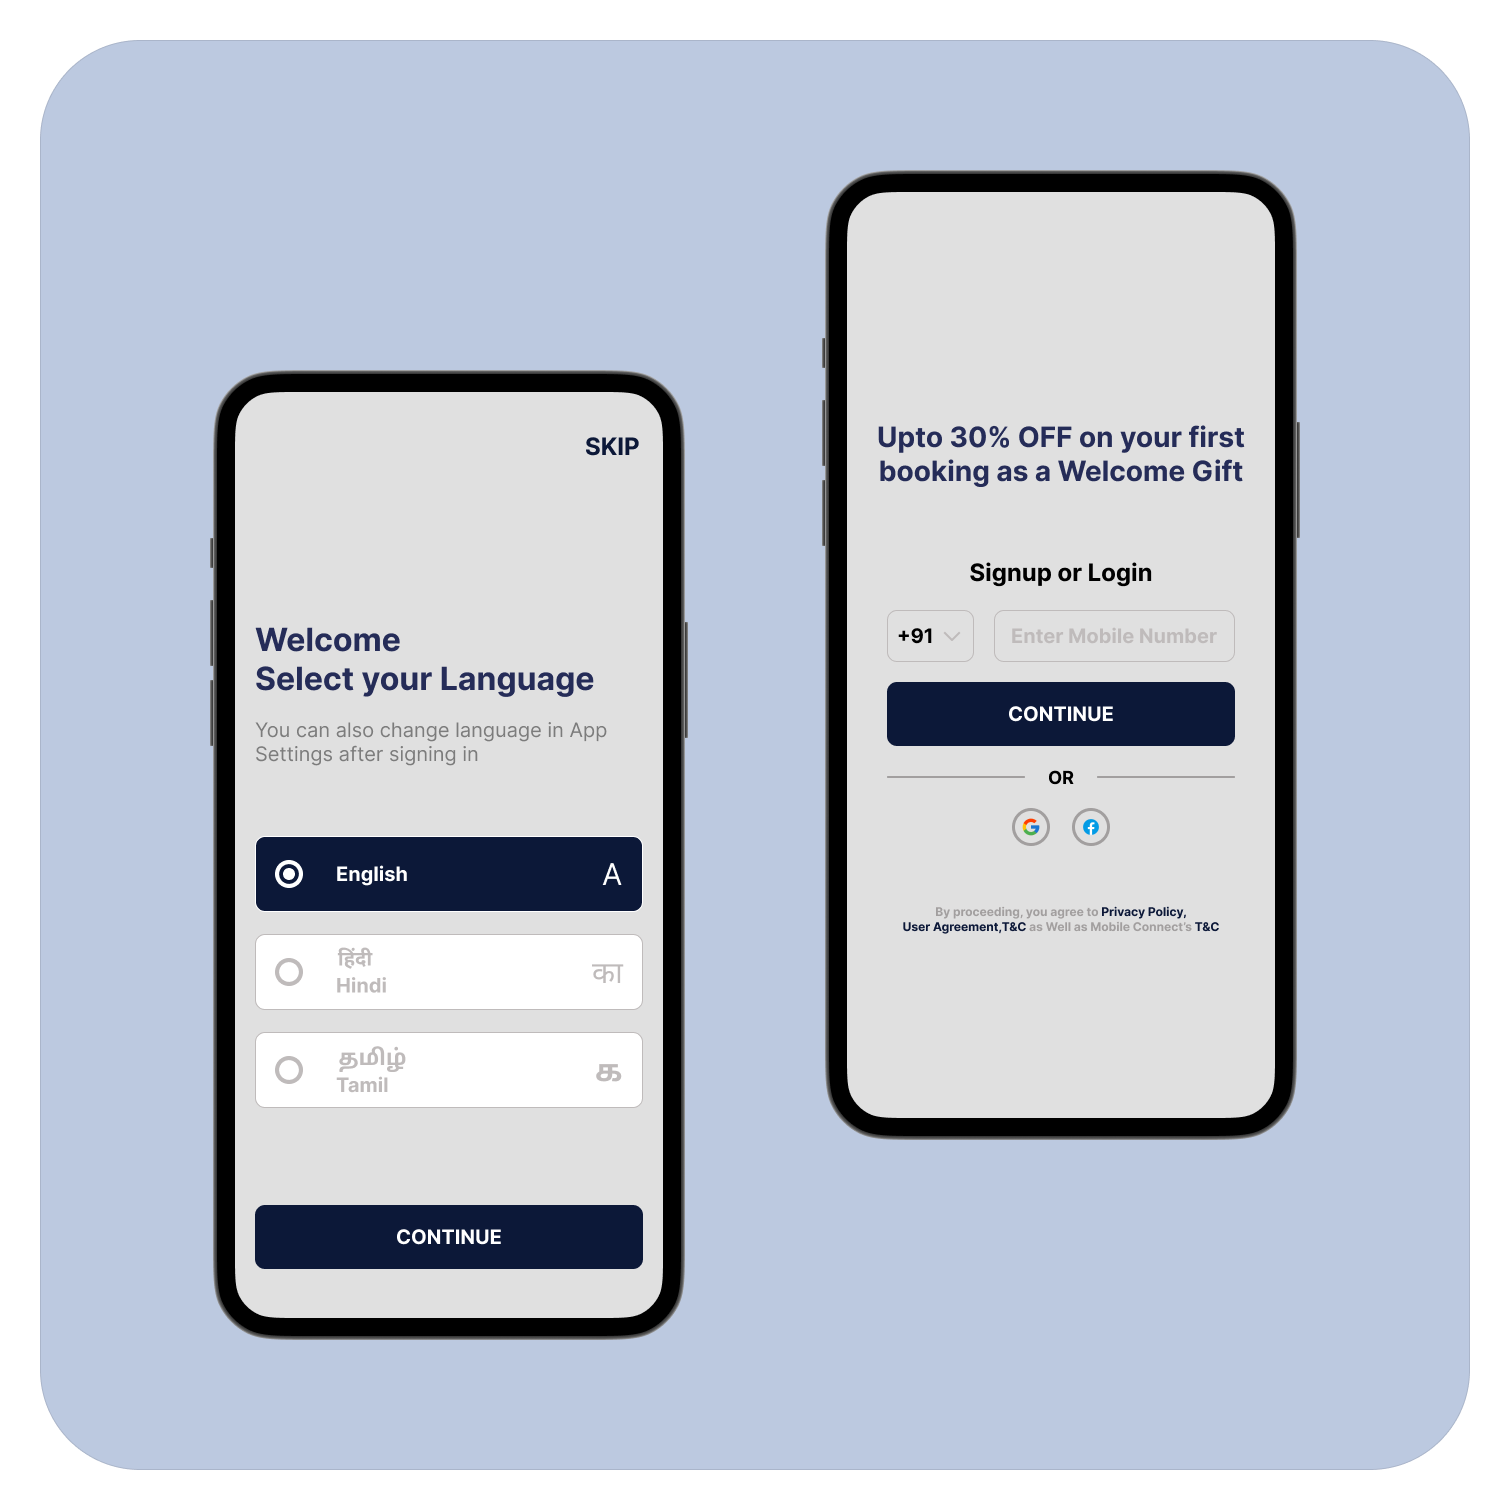 SKIP
Welcome
Select your Language
You can also change language in App
Settings after signing in
English A
हिंदी
Hindi
का
தமிழ்
Tamil
க
CONTINUE
Upto 30% OFF on your first
booking as a Welcome Gift
Signup or Login
+91 Enter Mobile Number
CONTINUE
OR
By proceeding, you agree to Privacy Policy,
User Agreement,T&C as Well as Mobile Connect's T&C